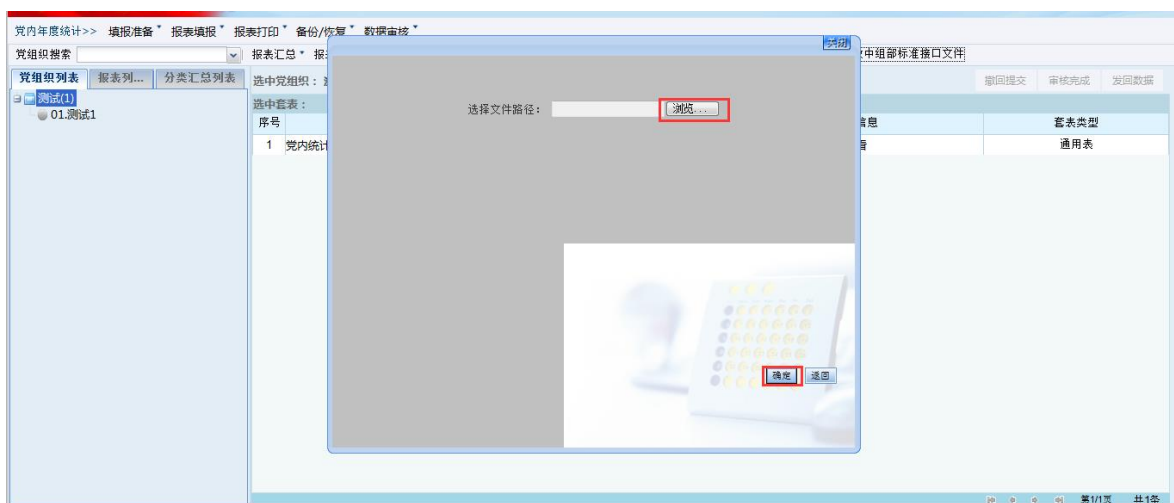 党内年度统计>> 填报准备 报表填报 报表打印 备份/恢复 数据审核
党组织搜索 报表汇总 报 中组部标准接口文件
关闭
党组织列表 报表列... 分类汇总列表 选中党组织： 撤回提交 审核完成 发回数据
测试(1) 选中套表：
01.测试1 序号 信息 套表类型
选择文件路径： 浏览...
1 党内统计 通用表
确定 返回
第1/1页 共1条